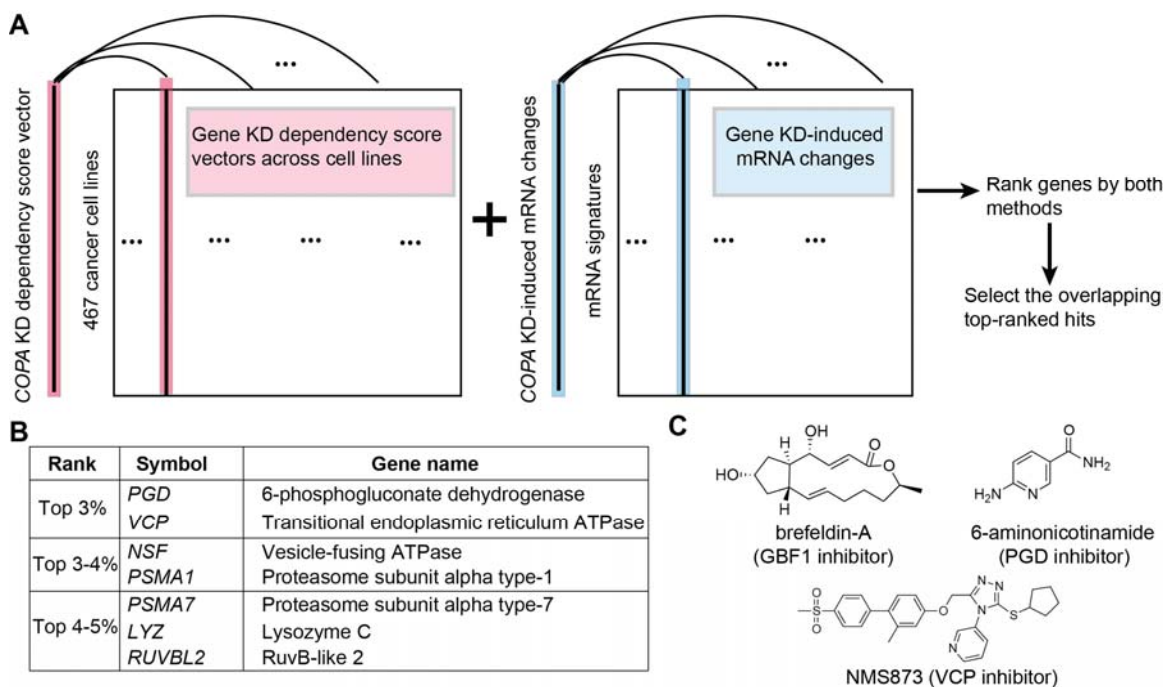 A
COPA KD dependency score vector
467 cancer cell lines
...
Gene KD dependency score
vectors across cell lines
... ... ... ...
+
COPA KD-induced mRNA changes
mRNA signatures
...
Gene KD-induced
mRNA changes
... ... ...
Rank genes by both
methods
Select the overlapping
top-ranked hits
B
Rank Symbol Gene name
Top 3% PGD 6-phosphogluconate dehydrogenase
VCP Transitional endoplasmic reticulum ATPase
Top 3-4% NSF Vesicle-fusing ATPase
PSMA1 Proteasome subunit alpha type-1
Top 4-5% PSMA7 Proteasome subunit alpha type-7
LYZ Lysozyme C
RUVBL2 RuvB-like 2
C
OH
H
O
HO
O
H
brefeldin-A
(GBF1 inhibitor)
O
NH2
H2N
N
6-aminonicotinamide
(PGD inhibitor)
N-N
O
S
O
O
N
S
N
NMS873 (VCP inhibitor)